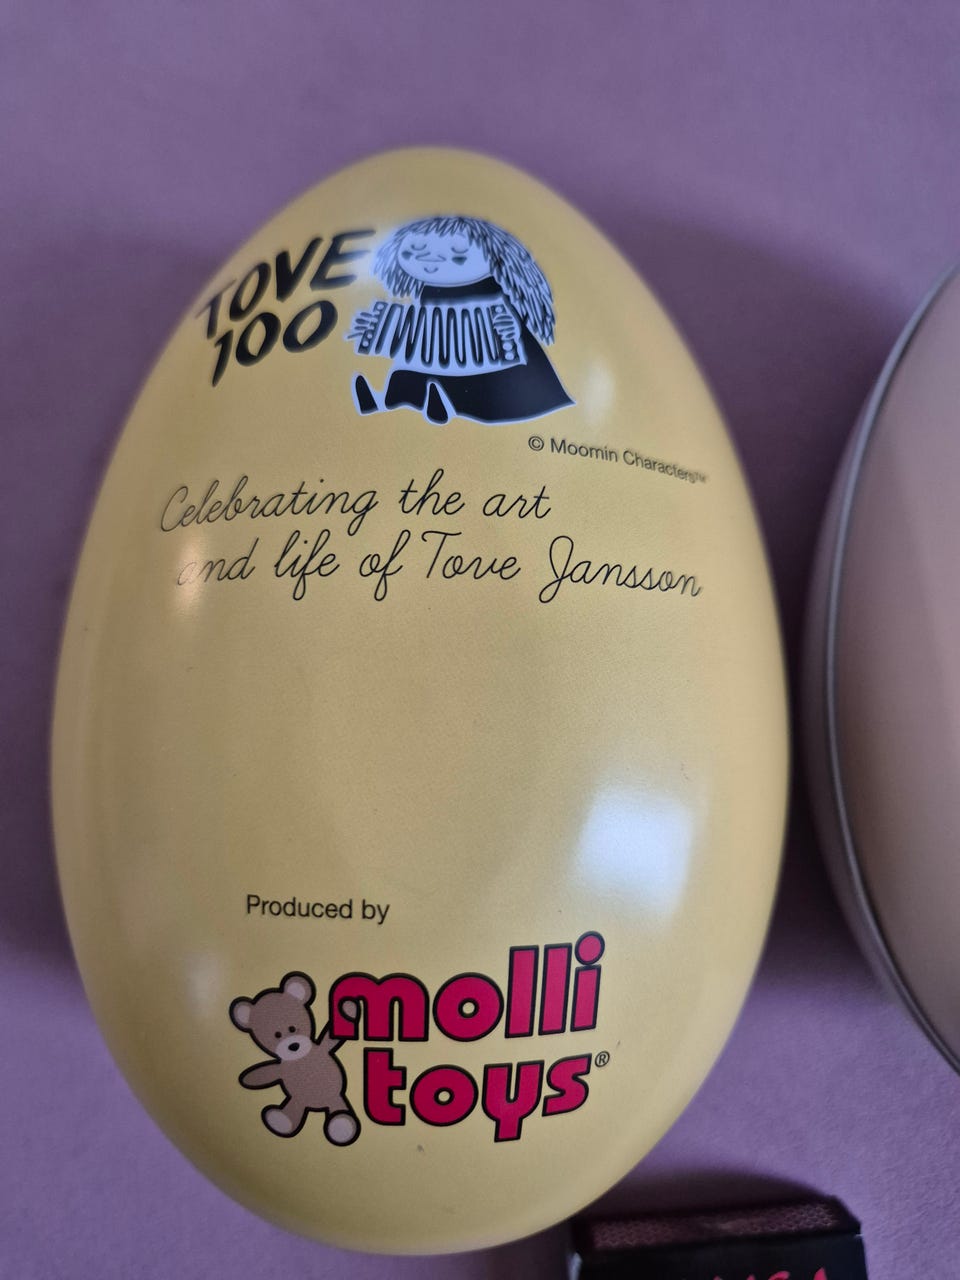 TOVE
100
© Moomin Characters™
Celebrating the art
and life of Tove Jansson
Produced by
molli
toys®